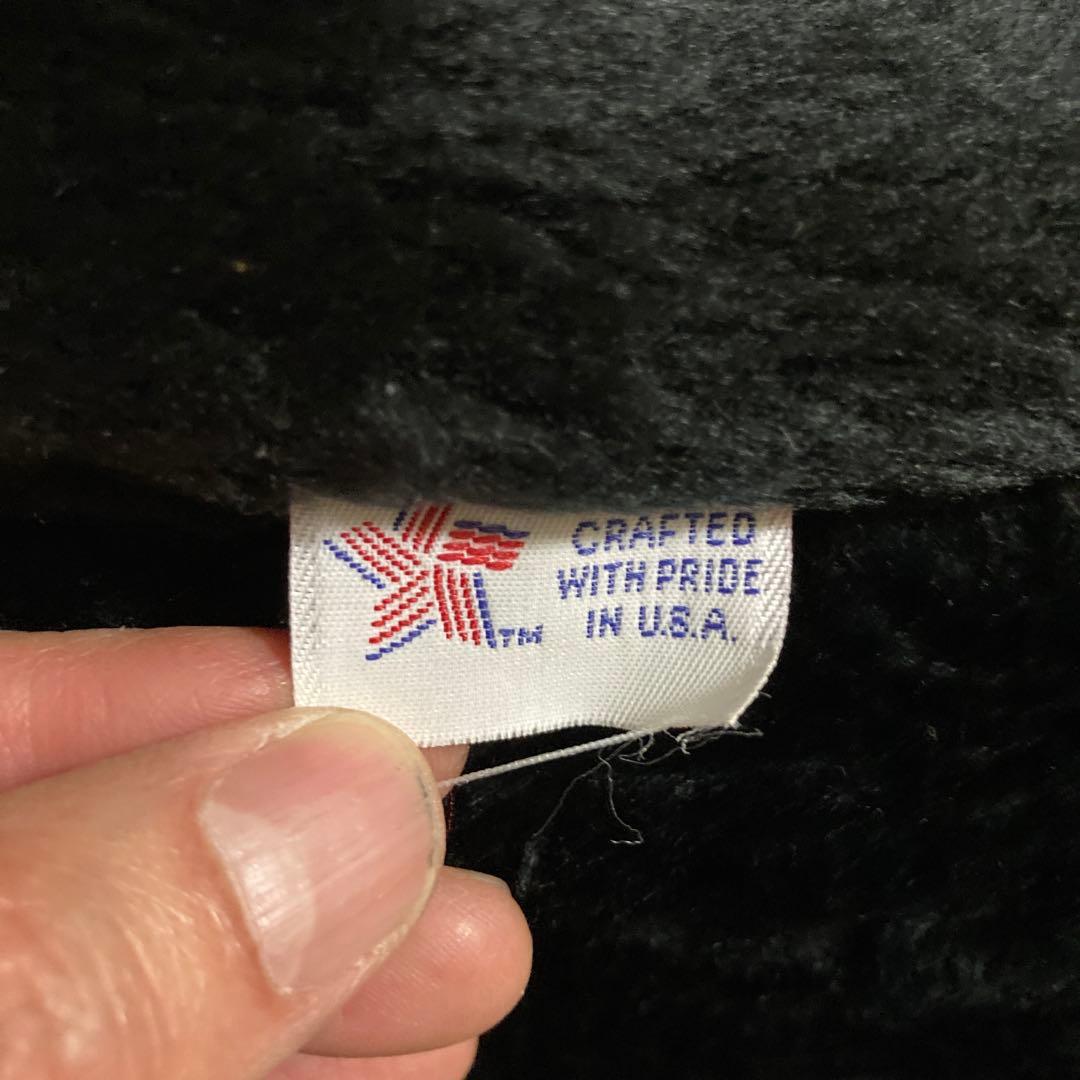 CRAFTED
WITH PRIDE
IN U.S.A.
TM